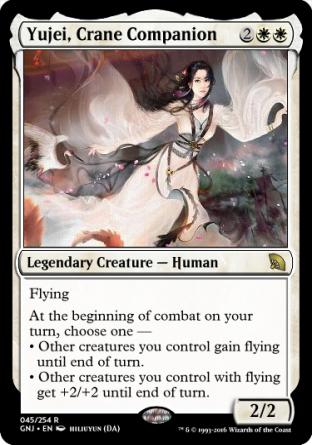 Yujei, Crane Companion 2
Legendary Creature — Human
Flying
At the beginning of combat on your
turn, choose one —
• Other creatures you control gain flying
until end of turn.
• Other creatures you control with flying
get +2/+2 until end of turn.
2/2
045/254 R
GNJ • EN HILIUYUN (DA)
™ & © 1993-2016 Wizards of the Coast